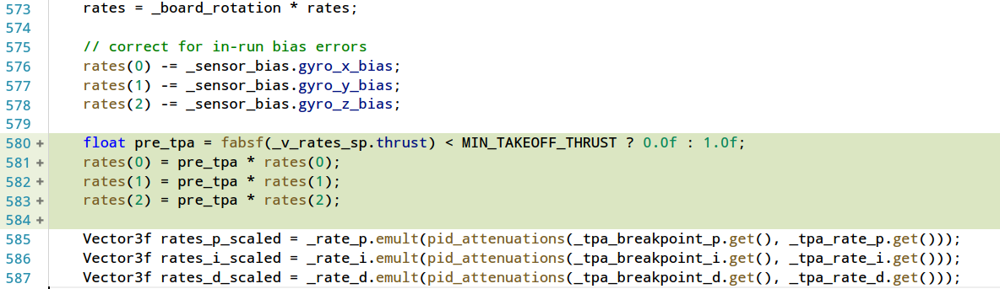 573 rates = _board_rotation * rates;
574
575 // correct for in-run bias errors
576 rates(0) -= _sensor_bias.gyro_x_bias;
577 rates(1) -= _sensor_bias.gyro_y_bias;
578 rates(2) -= _sensor_bias.gyro_z_bias;
579
580 + float pre_tpa = fabsf(_v_rates_sp.thrust) < MIN_TAKEOFF_THRUST ? 0.0f : 1.0f;
581 + rates(0) = pre_tpa * rates(0);
582 + rates(1) = pre_tpa * rates(1);
583 + rates(2) = pre_tpa * rates(2);
584 +
585 Vector3f rates_p_scaled = _rate_p.emult(pid_attenuations(_tpa_breakpoint_p.get(), _tpa_rate_p.get()));
586 Vector3f rates_i_scaled = _rate_i.emult(pid_attenuations(_tpa_breakpoint_i.get(), _tpa_rate_i.get()));
587 Vector3f rates_d_scaled = _rate_d.emult(pid_attenuations(_tpa_breakpoint_d.get(), _tpa_rate_d.get()));